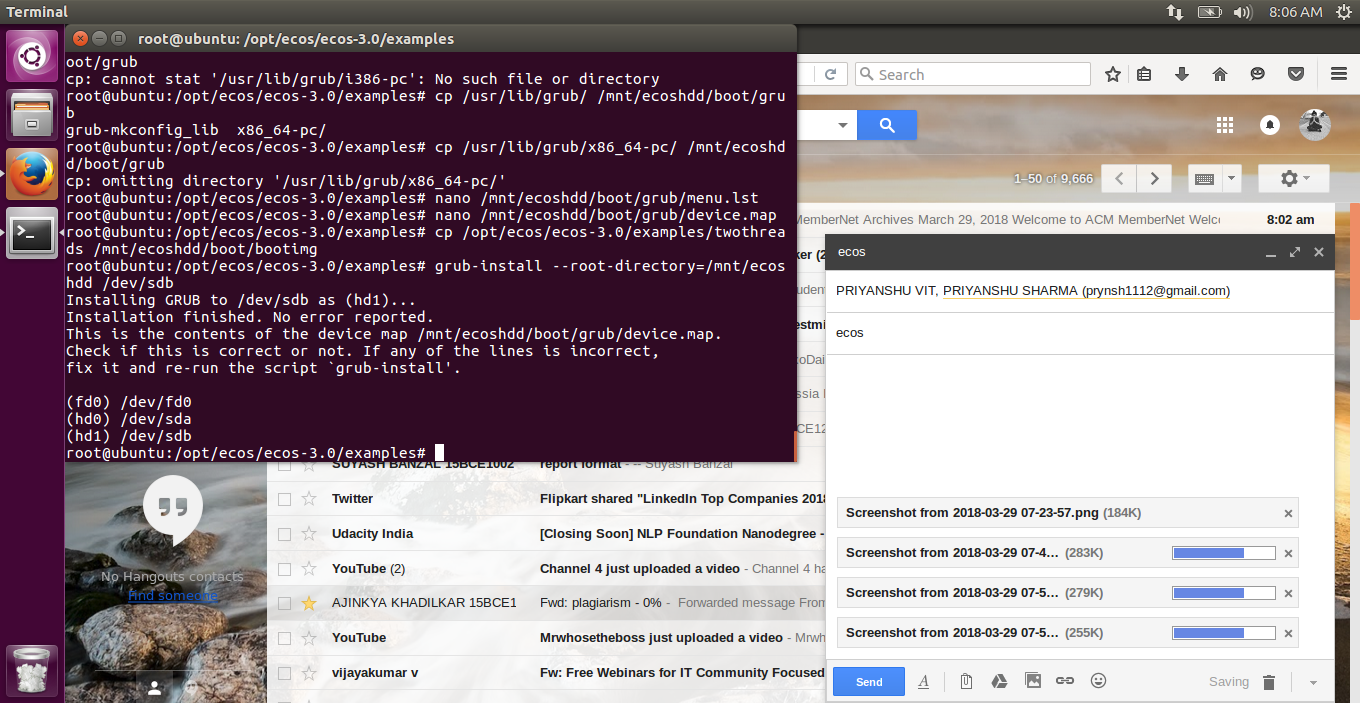 Terminal
8:06 AM
root@ubuntu: /opt/ecos/ecos-3.0/examples
oot/grub
cp: cannot stat '/usr/lib/grub/i386-pc': No such file or directory
root@ubuntu:/opt/ecos/ecos-3.0/examples# cp /usr/lib/grub/ /mnt/ecoshdd/boot/gru
b
grub-mkconfig_lib  x86_64-pc/
root@ubuntu:/opt/ecos/ecos-3.0/examples# cp /usr/lib/grub/x86_64-pc/ /mnt/ecoshd
d/boot/grub
cp: omitting directory '/usr/lib/grub/x86_64-pc/'
root@ubuntu:/opt/ecos/ecos-3.0/examples# nano /mnt/ecoshdd/boot/grub/menu.lst
root@ubuntu:/opt/ecos/ecos-3.0/examples# nano /mnt/ecoshdd/boot/grub/device.map
root@ubuntu:/opt/ecos/ecos-3.0/examples# cp /opt/ecos/ecos-3.0/examples/twothrea
ds /mnt/ecoshdd/boot/bootimg
root@ubuntu:/opt/ecos/ecos-3.0/examples# grub-install --root-directory=/mnt/ecos
hdd /dev/sdb
Installing GRUB to /dev/sdb as (hd1)...
Installation finished. No error reported.
This is the contents of the device map /mnt/ecoshdd/boot/grub/device.map.
Check if this is correct or not. If any of the lines is incorrect,
fix it and re-run the script `grub-install'.
(fd0) /dev/fd0
(hd0) /dev/sda
(hd1) /dev/sdb
root@ubuntu:/opt/ecos/ecos-3.0/examples#
Search
1–50 of 9,666
MemberNet Archives March 29, 2018 Welcome to ACM MemberNet Welc 8:02 am
ecos
PRIYANSHU VIT, PRIYANSHU SHARMA (prynsh1112@gmail.com)
ecos
Screenshot from 2018-03-29 07-23-57.png (184K)
Screenshot from 2018-03-29 07-4... (283K)
Screenshot from 2018-03-29 07-5... (279K)
Screenshot from 2018-03-29 07-5... (255K)
Send
Saving
No Hangouts contacts
Find someone
SUYASH BANZAL 15BCE1002 report format - -- Suyash Banzal
Twitter Flipkart shared "LinkedIn Top Companies 2018
Udacity India [Closing Soon] NLP Foundation Nanodegree -
YouTube (2) Channel 4 just uploaded a video - Channel 4 ha
AJINKYA KHADILKAR 15BCE1 Fwd: plagiarism - 0% - Forwarded message From
YouTube Mrwhosetheboss just uploaded a video - Mrwh
vijayakumar v Fw: Free Webinars for IT Community Focused